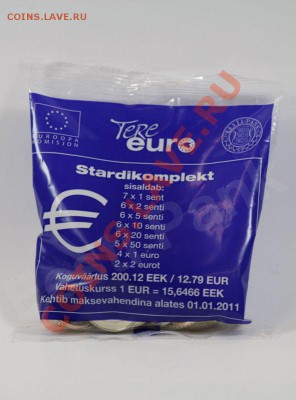 COINS.LAVE.RU
EUROOPA
KOMISJON
Tere
euro
EESTI PANK
Stardikomplekt
sisaldab:
7 x 1 sent
6 x 2 senti
6 x 5 senti
6 x 10 senti
6 x 20 senti
5 x 50 senti
4 x 1 euro
2 x 2 eurot
€
Koguväärtus 200.12 EEK / 12.79 EUR
Vahetuskurss 1 EUR = 15,6466 EEK
Kehtib maksevahendina alates 01.01.2011